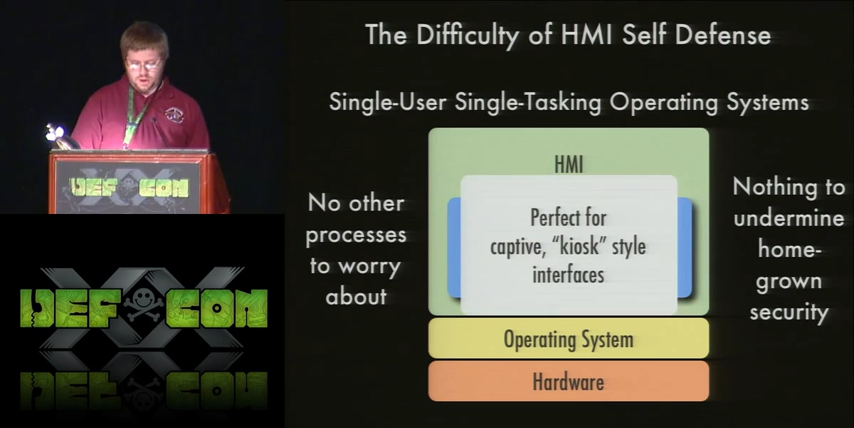 The Difficulty of HMI Self Defense
Single-User Single-Tasking Operating Systems
No other
processes
to worry
about
HMI
Perfect for
captive, “kiosk” style
interfaces
Nothing to
undermine
home-
grown
security
Operating System
Hardware
DEF CON
XX
DEF CON